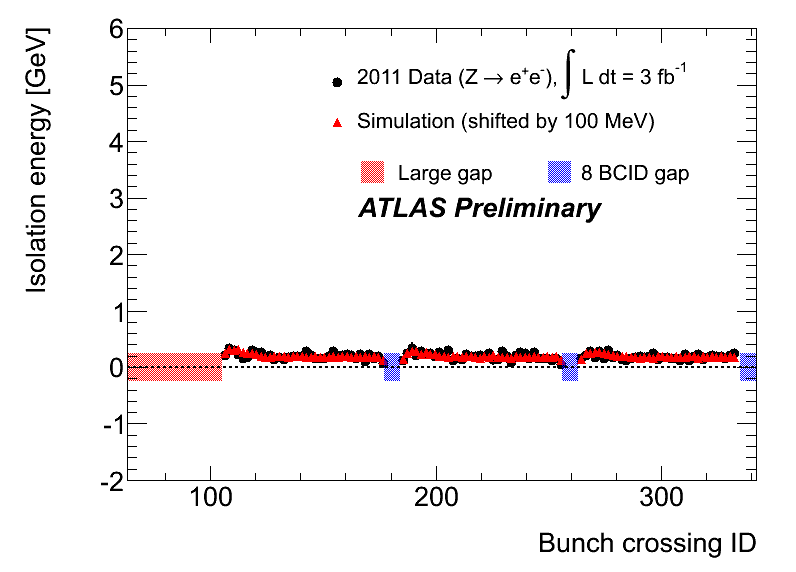 Isolation energy [GeV]
6
5
4
3
2
1
0
-1
-2
2011 Data (Z → e⁺e⁻), ∫ L dt = 3 fb⁻¹
Simulation (shifted by 100 MeV)
Large gap 8 BCID gap
ATLAS Preliminary
100 200 300
Bunch crossing ID